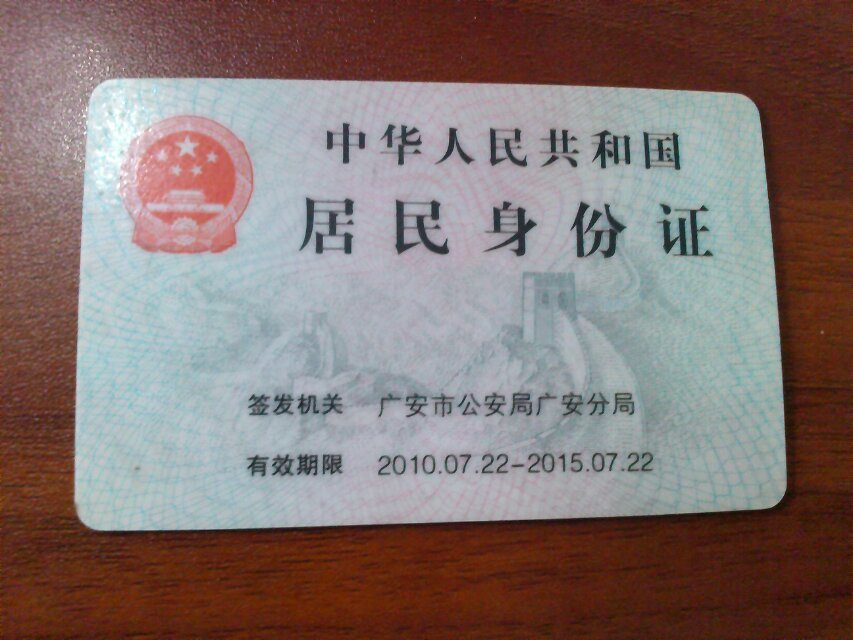 中华人民共和国
居民身份证
签发机关 广安市公安局广安分局
有效期限 2010.07.22-2015.07.22